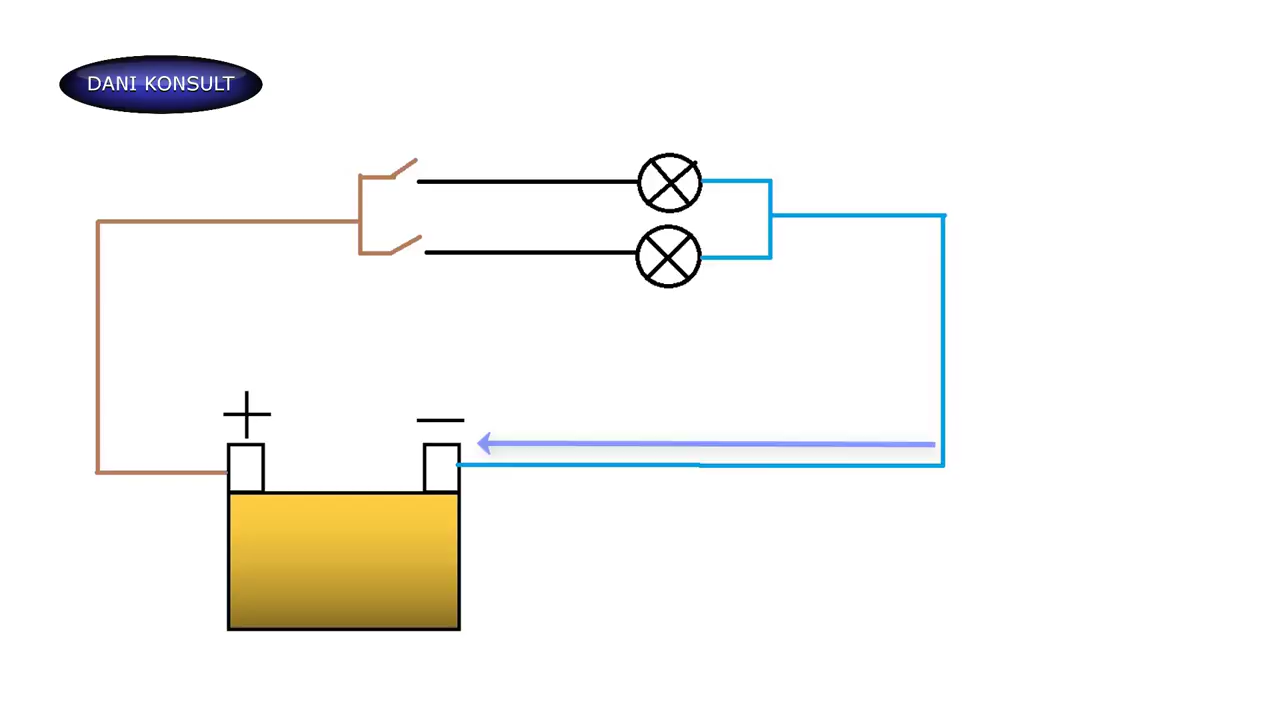 DANI KONSULT
+
—